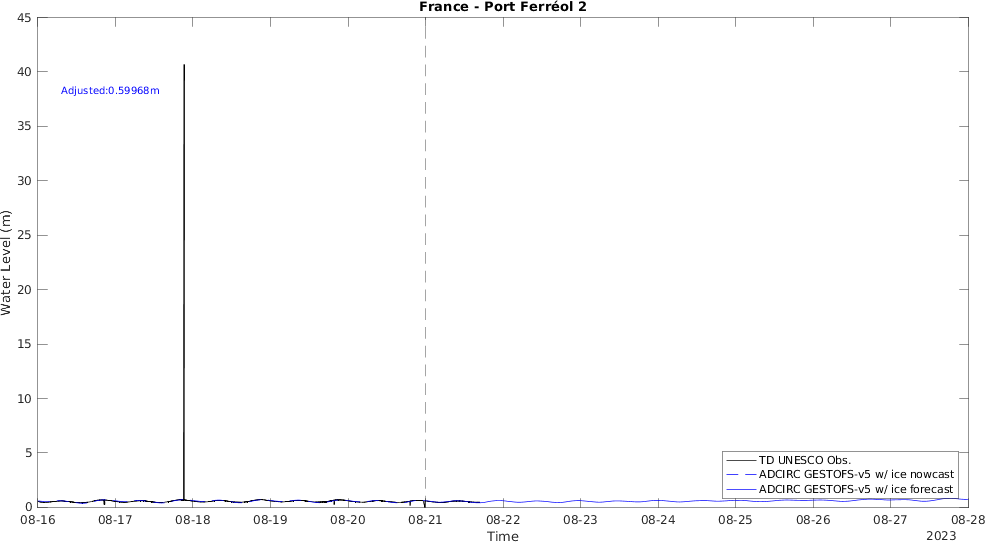 France - Port Ferréol 2
45
40
35
30
25
20
15
10
5
0
Water Level (m)
Adjusted:0.59968m
TD UNESCO Obs.
ADCIRC GESTOFS-v5 w/ ice nowcast
ADCIRC GESTOFS-v5 w/ ice forecast
08-16 08-17 08-18 08-19 08-20 08-21 08-22 08-23 08-24 08-25 08-26 08-27 08-28
Time
2023